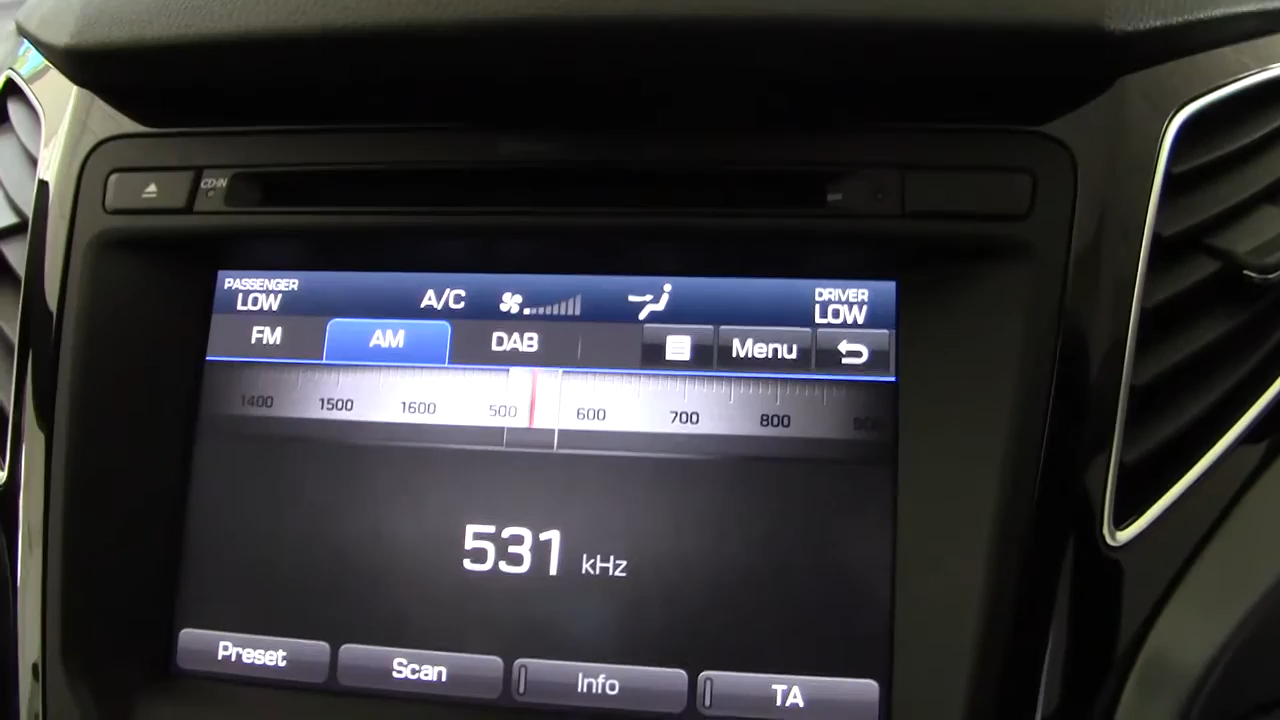 CD-IN
PASSENGER
LOW
A/C
DRIVER
LOW
FM AM DAB Menu
1400 1500 1600 500 600 700 800 900
531 kHz
Preset Scan Info TA